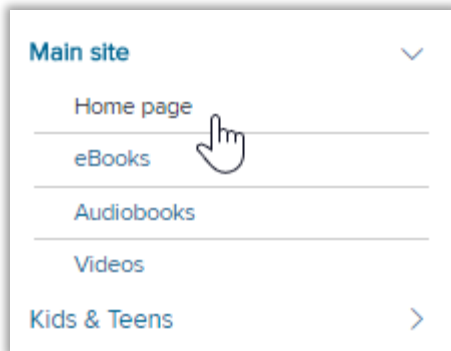 Main site
Home page
eBooks
Audiobooks
Videos
Kids & Teens